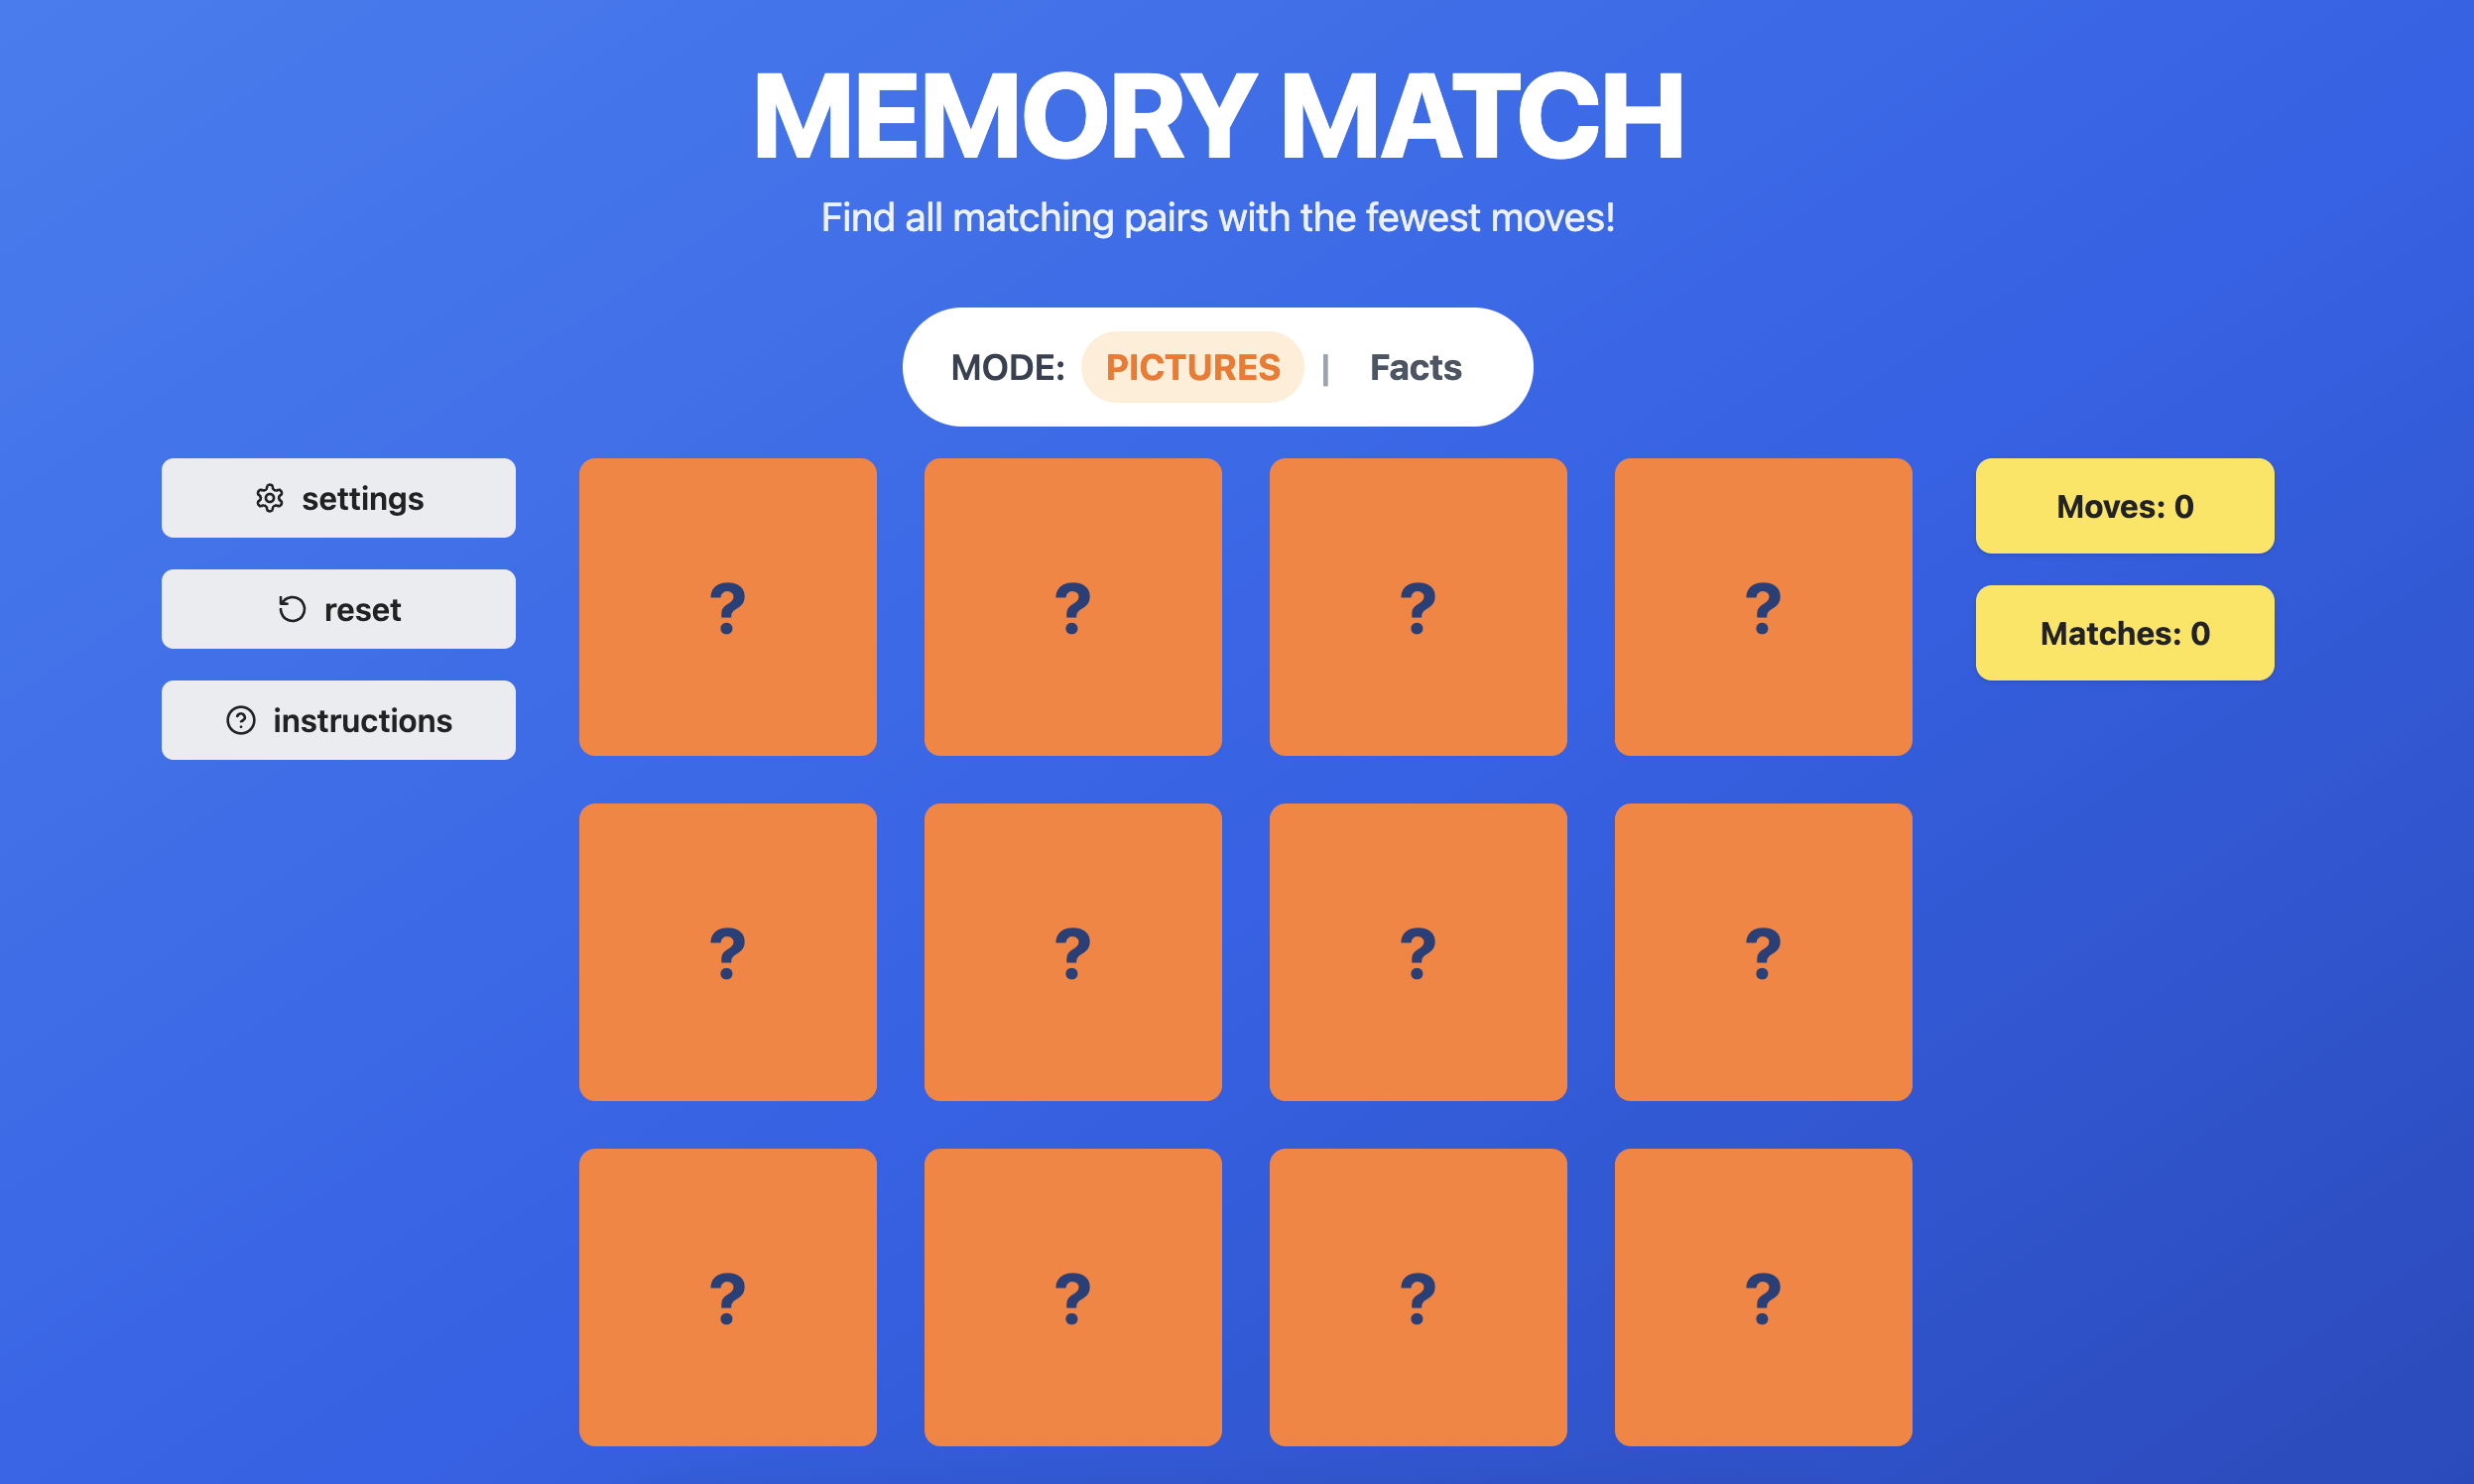 MEMORY MATCH
Find all matching pairs with the fewest moves!
MODE: PICTURES | Facts
settings
reset
instructions
? ? ? ?
? ? ? ?
? ? ? ?
Moves: 0
Matches: 0